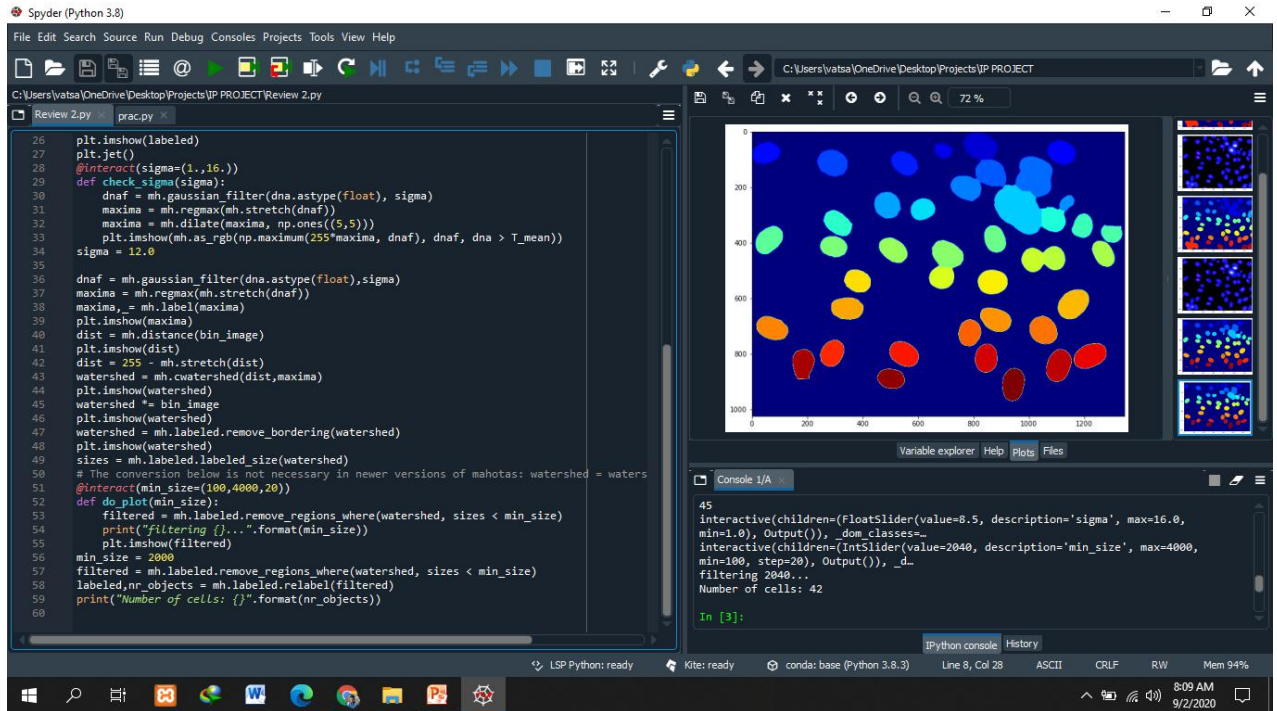 Spyder (Python 3.8)
File Edit Search Source Run Debug Consoles Projects Tools View Help
C:\Users\vatsa\OneDrive\Desktop\Projects\IP PROJECT
C:\Users\vatsa\OneDrive\Desktop\Projects\IP PROJECT\Review 2.py
Review 2.py
prac.py
26 plt.imshow(labeled)
27 plt.jet()
28 @interact(sigma=(1.,16.))
29 def check_sigma(sigma):
30     dnaf = mh.gaussian_filter(dna.astype(float), sigma)
31     maxima = mh.regmax(mh.stretch(dnaf))
32     maxima = mh.dilate(maxima, np.ones((5,5)))
33     plt.imshow(mh.as_rgb(np.maximum(255*maxima, dnaf), dnaf, dna > T_mean))
34 sigma = 12.0
35
36 dnaf = mh.gaussian_filter(dna.astype(float),sigma)
37 maxima = mh.regmax(mh.stretch(dnaf))
38 maxima,_= mh.label(maxima)
39 plt.imshow(maxima)
40 dist = mh.distance(bin_image)
41 plt.imshow(dist)
42 dist = 255 - mh.stretch(dist)
43 watershed = mh.cwatershed(dist,maxima)
44 plt.imshow(watershed)
45 watershed *= bin_image
46 plt.imshow(watershed)
47 watershed = mh.labeled.remove_bordering(watershed)
48 plt.imshow(watershed)
49 sizes = mh.labeled.labeled_size(watershed)
50 # The conversion below is not necessary in newer versions of mahotas: watershed = waters
51 @interact(min_size=(100,4000,20))
52 def do_plot(min_size):
53     filtered = mh.labeled.remove_regions_where(watershed, sizes < min_size)
54     print("filtering {}...".format(min_size))
55     plt.imshow(filtered)
56 min_size = 2000
57 filtered = mh.labeled.remove_regions_where(watershed, sizes < min_size)
58 labeled,nr_objects = mh.labeled.relabel(filtered)
59 print("Number of cells: {}".format(nr_objects))
60
72 %
0
200
400
600
800
1000
0 200 400 600 800 1000 1200
Variable explorer Help Plots Files
Console 1/A
45
interactive(children=(FloatSlider(value=8.5, description='sigma', max=16.0,
min=1.0), Output()), _dom_classes=…
interactive(children=(IntSlider(value=2040, description='min_size', max=4000,
min=100, step=20), Output()), _d…
filtering 2040...
Number of cells: 42
In [3]:
IPython console History
LSP Python: ready Kite: ready conda: base (Python 3.8.3) Line 8, Col 28 ASCII CRLF RW Mem 94%
8:09 AM
9/2/2020